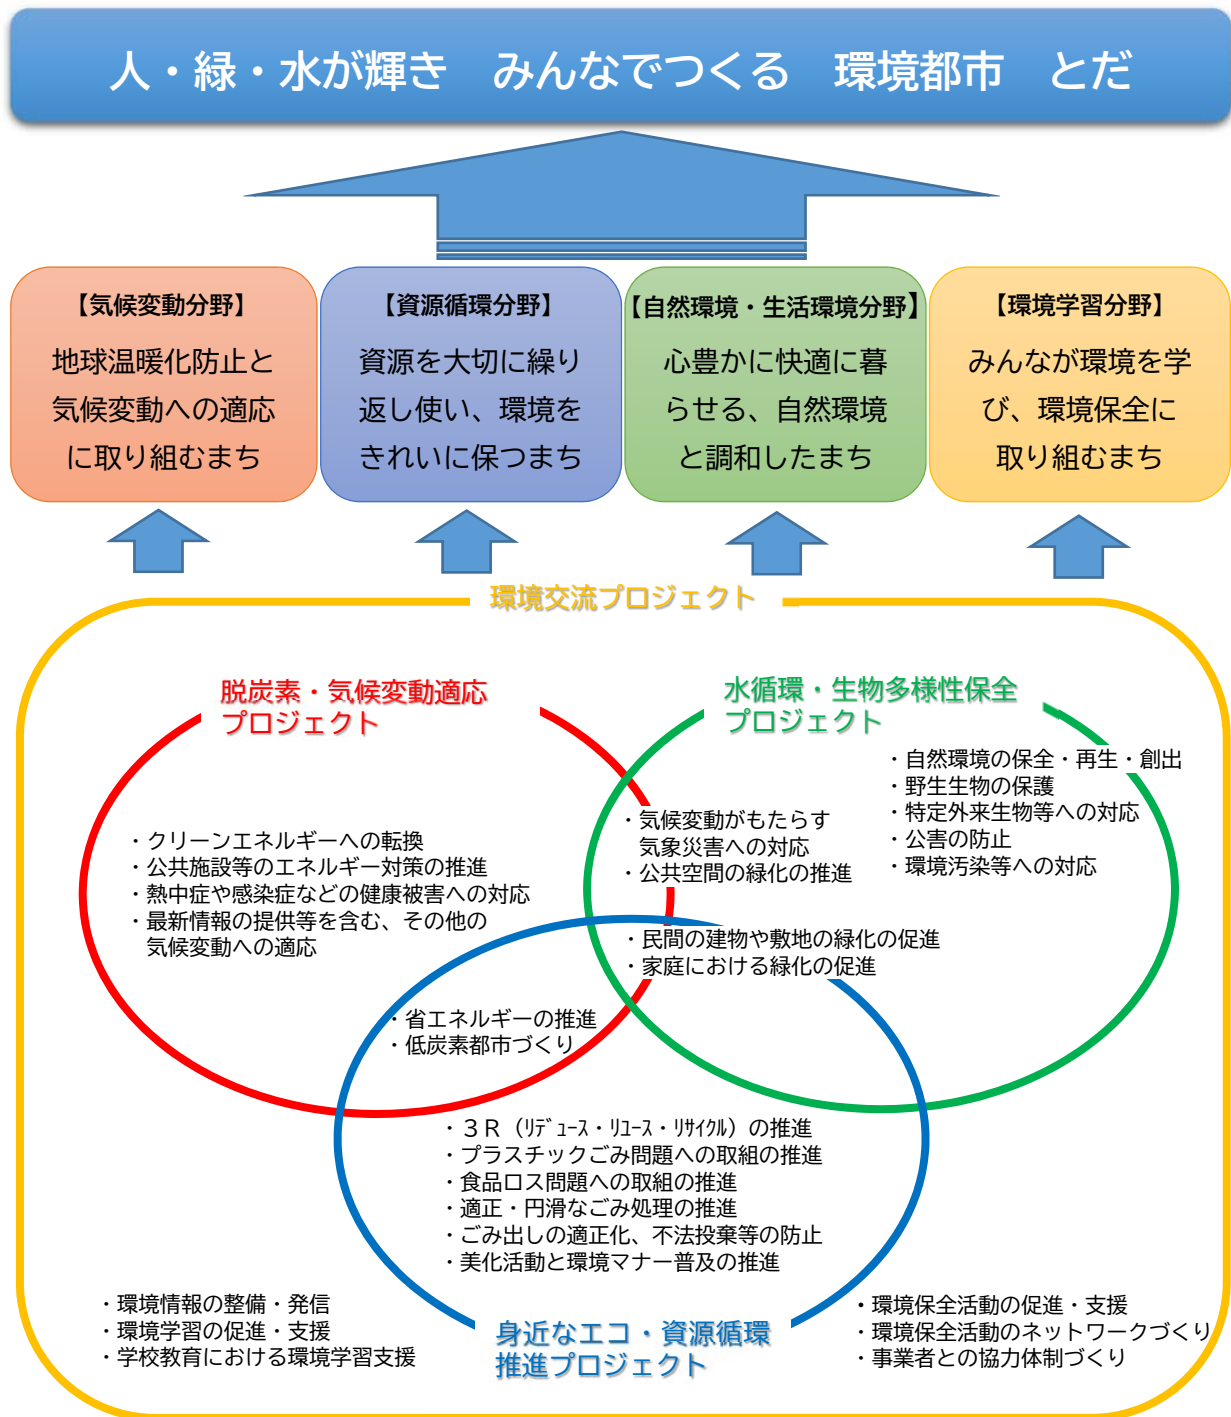 人・緑・水が輝き　みんなでつくる　環境都市　とだ
【気候変動分野】
地球温暖化防止と
気候変動への適応
に取り組むまち
【資源循環分野】
資源を大切に繰り
返し使い、環境を
きれいに保つまち
【自然環境・生活環境分野】
心豊かに快適に暮
らせる、自然環境
と調和したまち
【環境学習分野】
みんなが環境を学
び、環境保全に
取り組むまち
環境交流プロジェクト
脱炭素・気候変動適応
プロジェクト
水循環・生物多様性保全
プロジェクト
・自然環境の保全・再生・創出
・野生生物の保護
・特定外来生物等への対応
・公害の防止
・環境汚染等への対応
・気候変動がもたらす
気象災害への対応
・公共空間の緑化の推進
・クリーンエネルギーへの転換
・公共施設等のエネルギー対策の推進
・熱中症や感染症などの健康被害への対応
・最新情報の提供等を含む、その他の
気候変動への適応
・民間の建物や敷地の緑化の促進
・家庭における緑化の促進
・省エネルギーの推進
・低炭素都市づくり
・３Ｒ（ﾘﾃﾞｭｰｽ・ﾘﾕｰｽ・ﾘｻｲｸﾙ）の推進
・プラスチックごみ問題への取組の推進
・食品ロス問題への取組の推進
・適正・円滑なごみ処理の推進
・ごみ出しの適正化、不法投棄等の防止
・美化活動と環境マナー普及の推進
・環境情報の整備・発信
・環境学習の促進・支援
・学校教育における環境学習支援
身近なエコ・資源循環
推進プロジェクト
・環境保全活動の促進・支援
・環境保全活動のネットワークづくり
・事業者との協力体制づくり